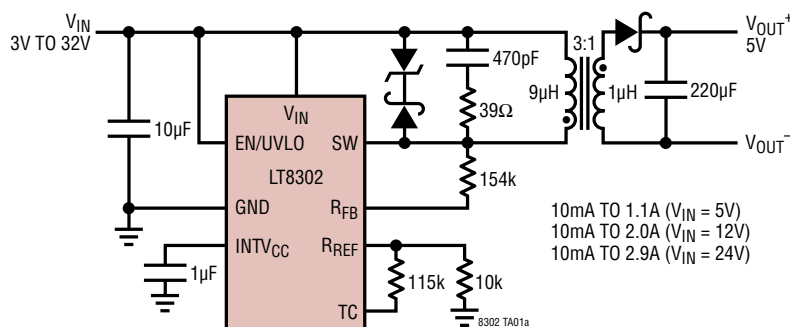 VIN
3V TO 32V
10µF
VIN
EN/UVLO
SW
LT8302
GND
RFB
INTVCC
RREF
TC
1µF
470pF
39Ω
154k
115k
10k
3:1
9µH
1µH
220µF
VOUT+
5V
VOUT–
10mA TO 1.1A (VIN = 5V)
10mA TO 2.0A (VIN = 12V)
10mA TO 2.9A (VIN = 24V)
8302 TA01a